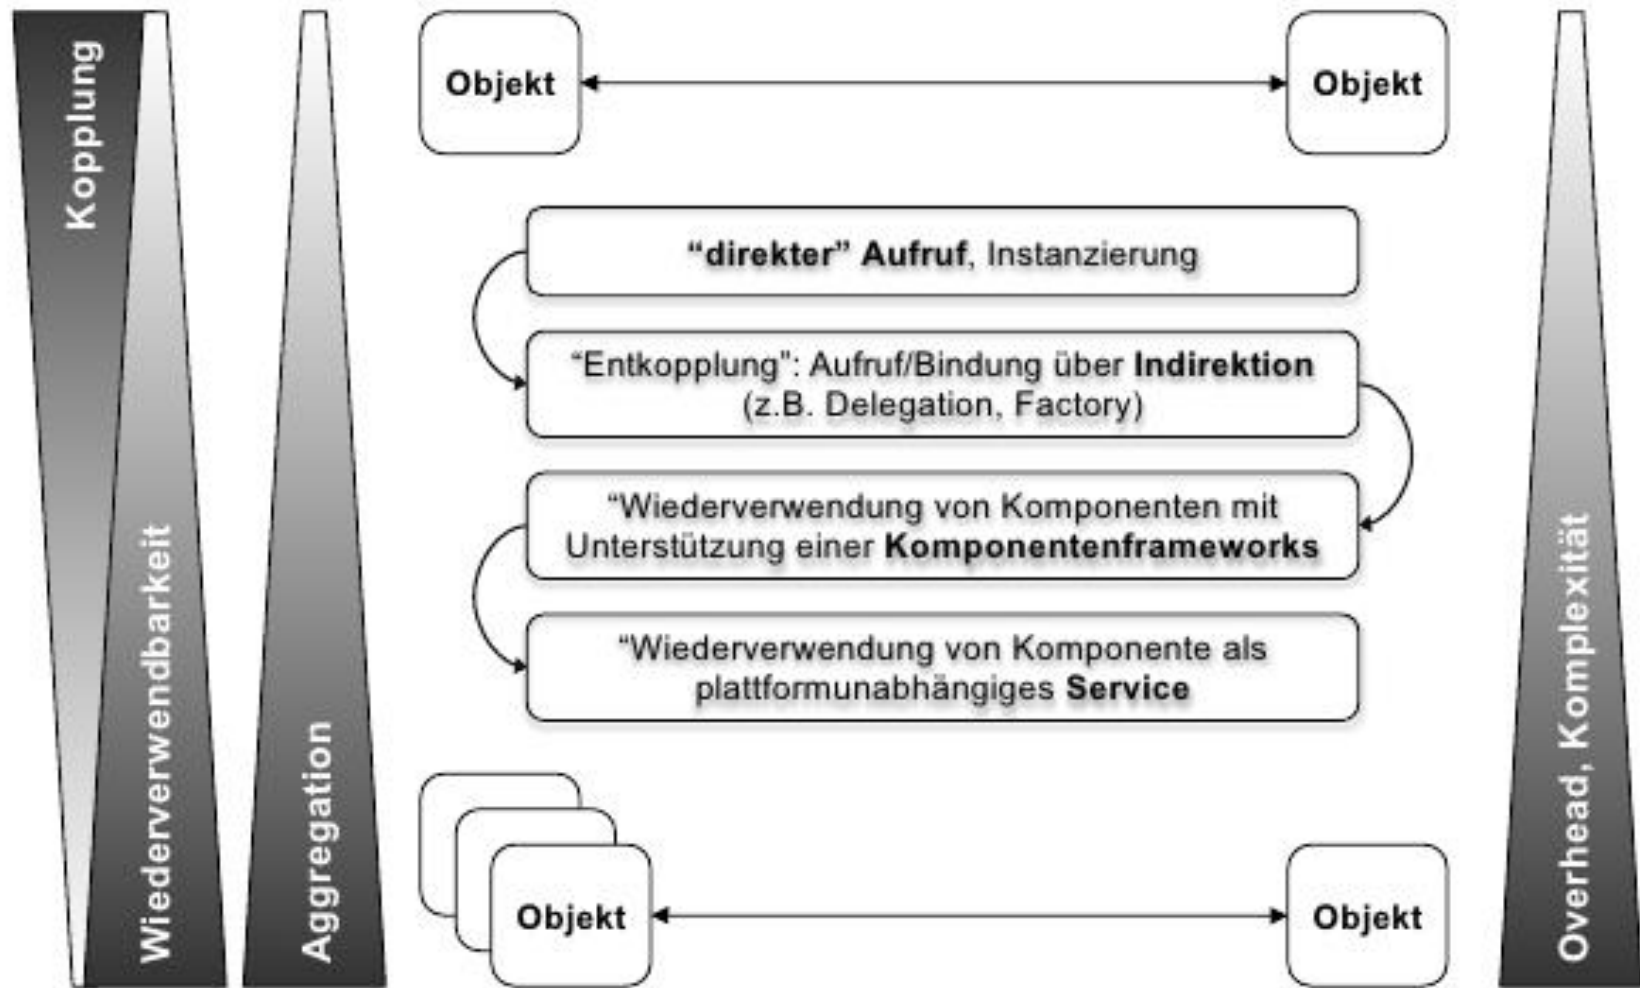 Kopplung
Wiederverwendbarkeit
Aggregation
Objekt
Objekt
“direkter” Aufruf, Instanzierung
“Entkopplung”: Aufruf/Bindung über Indirektion
(z.B. Delegation, Factory)
“Wiederverwendung von Komponenten mit
Unterstützung einer Komponentenframeworks
“Wiederverwendung von Komponente als
plattformunabhängiges Service
Objekt
Objekt
Overhead, Komplexität